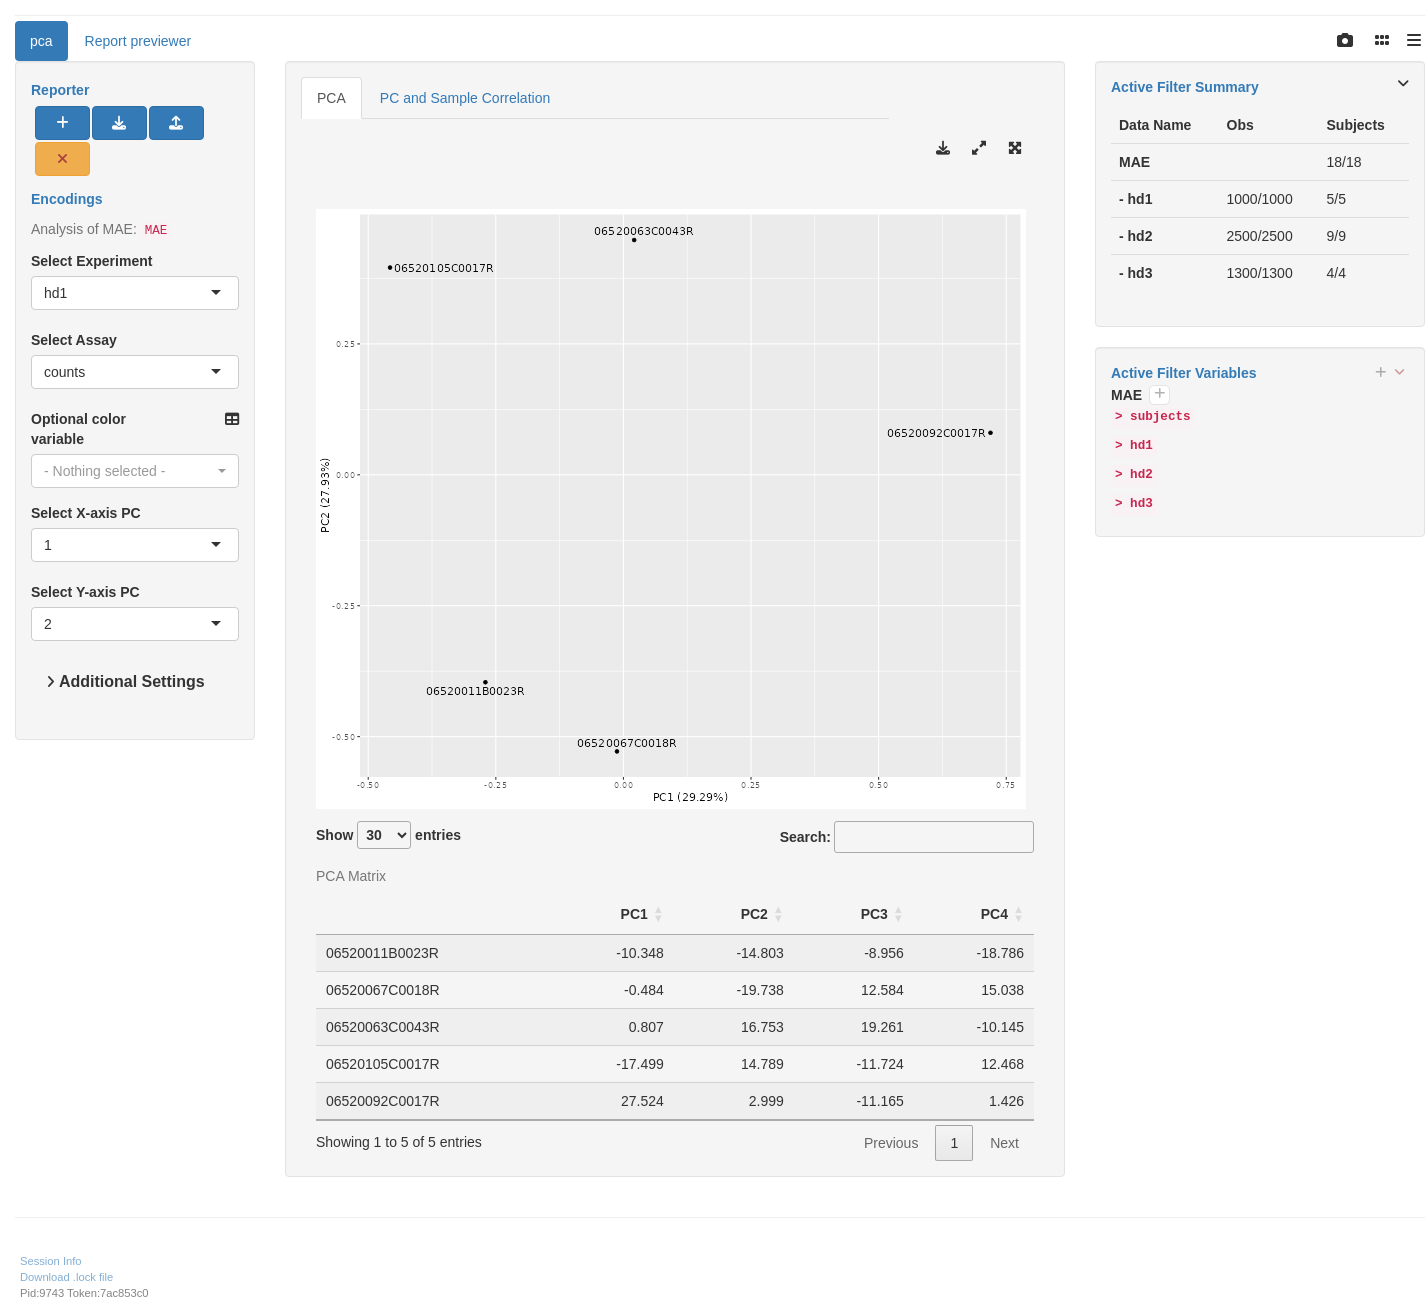 pca
Report previewer
Reporter
Encodings
Analysis of MAE: MAE
Select Experiment
hd1
Select Assay
counts
Optional color
variable
- Nothing selected -
Select X-axis PC
1
Select Y-axis PC
2
Additional Settings
PCA
PC and Sample Correlation
06520063C0043R
06520105C0017R
0.25
06520092C0017R
0.00
PC2 (27.93%)
-0.25
06520011B0023R
06520067C0018R
-0.50
-0.50 -0.25 0.00 0.25 0.50 0.75
PC1 (29.29%)
Show 30 entries
Search:
PCA Matrix
PC1 PC2 PC3 PC4
06520011B0023R -10.348 -14.803 -8.956 -18.786
06520067C0018R -0.484 -19.738 12.584 15.038
06520063C0043R 0.807 16.753 19.261 -10.145
06520105C0017R -17.499 14.789 -11.724 12.468
06520092C0017R 27.524 2.999 -11.165 1.426
Showing 1 to 5 of 5 entries
Previous 1 Next
Active Filter Summary
Data Name Obs Subjects
MAE 18/18
- hd1 1000/1000 5/5
- hd2 2500/2500 9/9
- hd3 1300/1300 4/4
Active Filter Variables
MAE
> subjects
> hd1
> hd2
> hd3
Session Info
Download .lock file
Pid:9743 Token:7ac853c0